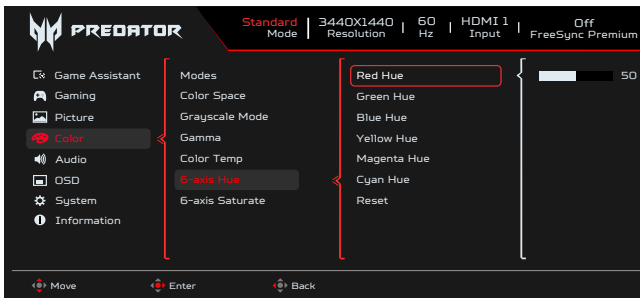 PREDATOR
Standard Mode | 3440X1440 Resolution | 60 Hz | HDMI 1 Input | Off FreeSync Premium
Game Assistant
Gaming
Picture
Color
Audio
OSD
System
Information
Modes
Color Space
Grayscale Mode
Gamma
Color Temp
6-axis Hue
6-axis Saturate
Red Hue
Green Hue
Blue Hue
Yellow Hue
Magenta Hue
Cyan Hue
Reset
50
Move
Enter
Back